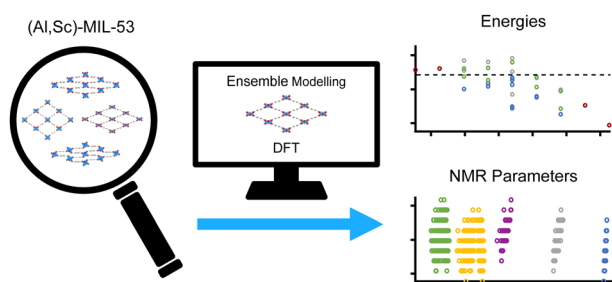 (Al,Sc)-MIL-53
Ensemble Modelling
DFT
Energies
NMR Parameters